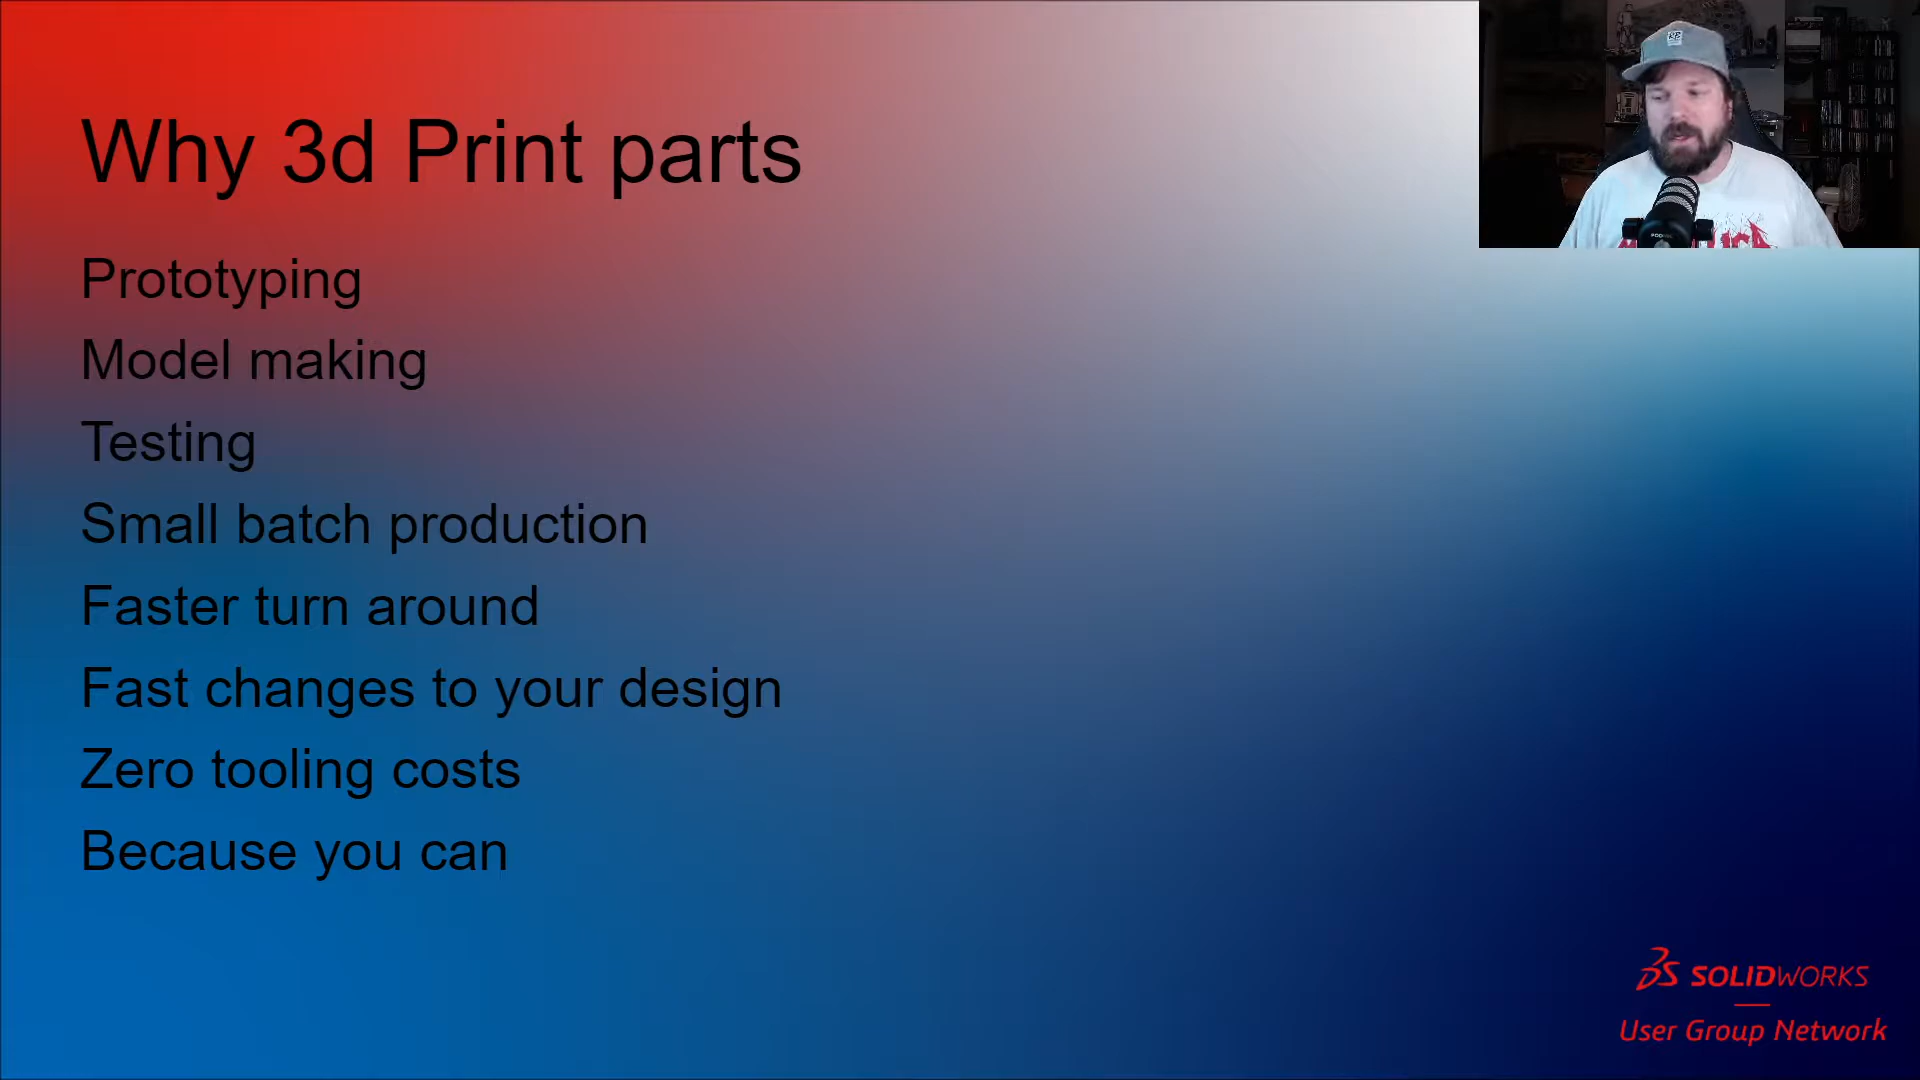 Why 3d Print parts
Prototyping
Model making
Testing
Small batch production
Faster turn around
Fast changes to your design
Zero tooling costs
Because you can
SOLIDWORKS
User Group Network